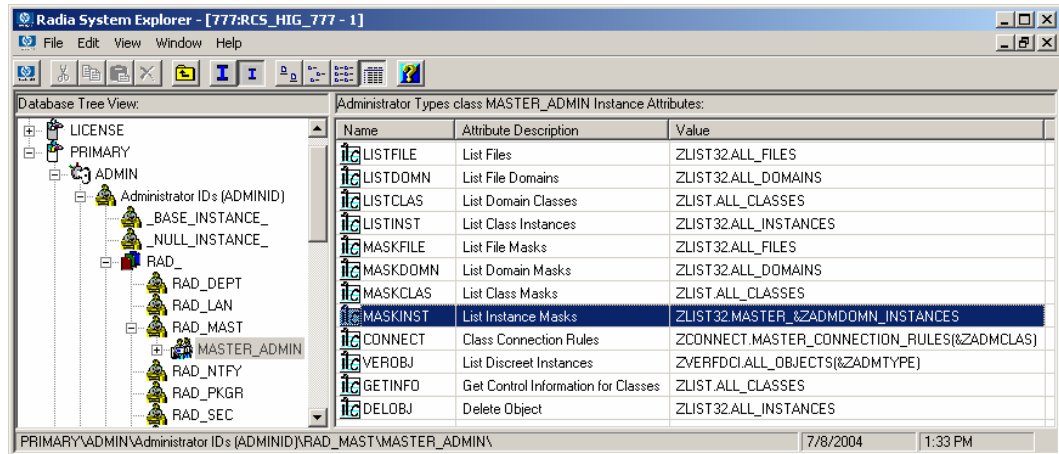 Radia System Explorer - [777:RCS_HIG_777 - 1]
File Edit View Window Help
Database Tree View:
Administrator Types class MASTER_ADMIN Instance Attributes:
LICENSE
PRIMARY
ADMIN
Administrator IDs (ADMINID)
_BASE_INSTANCE_
_NULL_INSTANCE_
RAD_
RAD_DEPT
RAD_LAN
RAD_MAST
MASTER_ADMIN
RAD_NTFY
RAD_PKGR
RAD_SEC
Name Attribute Description Value
LISTFILE List Files ZLIST32.ALL_FILES
LISTDOMN List File Domains ZLIST32.ALL_DOMAINS
LISTCLAS List Domain Classes ZLIST.ALL_CLASSES
LISTINST List Class Instances ZLIST32.ALL_INSTANCES
MASKFILE List File Masks ZLIST32.ALL_FILES
MASKDOMN List Domain Masks ZLIST32.ALL_DOMAINS
MASKCLAS List Class Masks ZLIST.ALL_CLASSES
MASKINST List Instance Masks ZLIST32.MASTER_&ZADMDOMN_INSTANCES
CONNECT Class Connection Rules ZCONNECT.MASTER_CONNECTION_RULES(&ZADMCLAS)
VEROBJ List Discreet Instances ZVERFDCI.ALL_OBJECTS(&ZADMTYPE)
GETINFO Get Control Information for Classes ZLIST.ALL_CLASSES
DELOBJ Delete Object ZLIST32.ALL_INSTANCES
PRIMARY\ADMIN\Administrator IDs (ADMINID)\RAD_MAST\MASTER_ADMIN\ 7/8/2004 1:33 PM